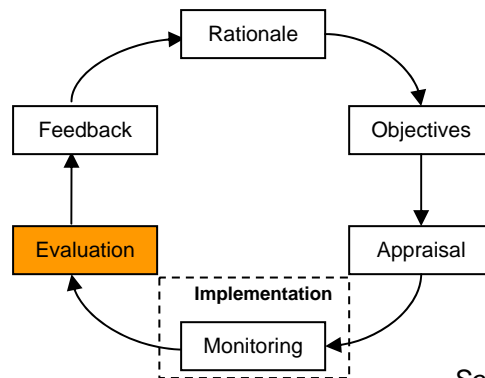 Rationale
Feedback
Objectives
Evaluation
Appraisal
Implementation
Monitoring